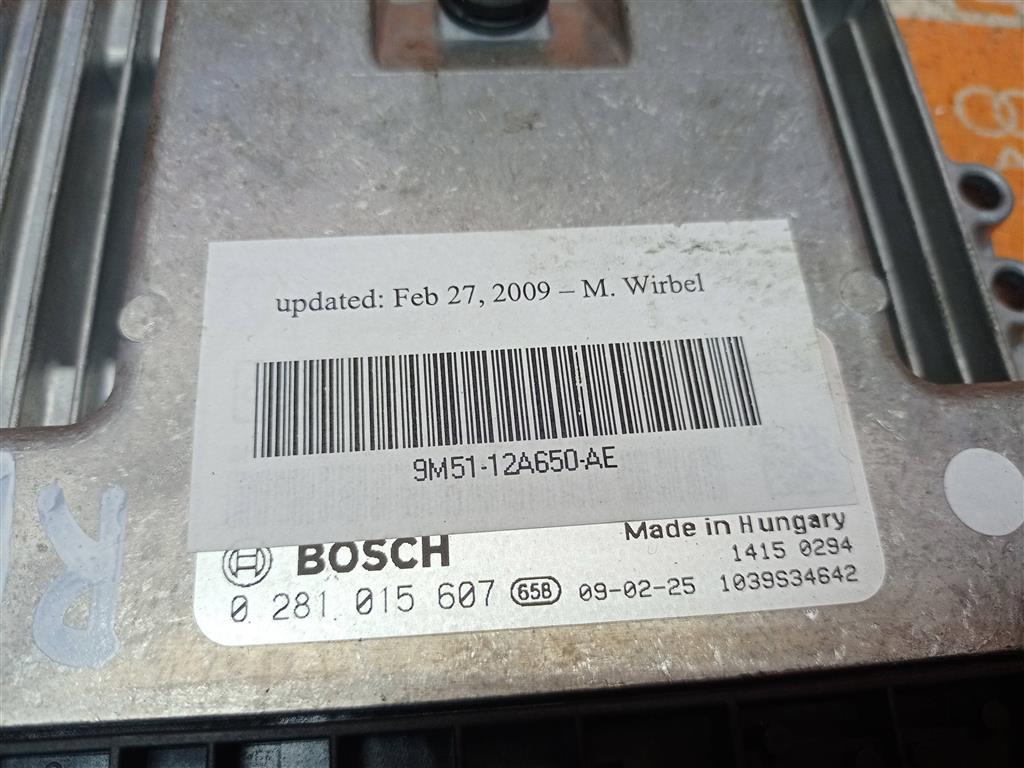 updated: Feb 27, 2009 – M. Wirbel
9M51-12A650-AE
Made in Hungary
BOSCH
1415 0294
0 281 015 607 65B 09-02-25 1039S34642
R